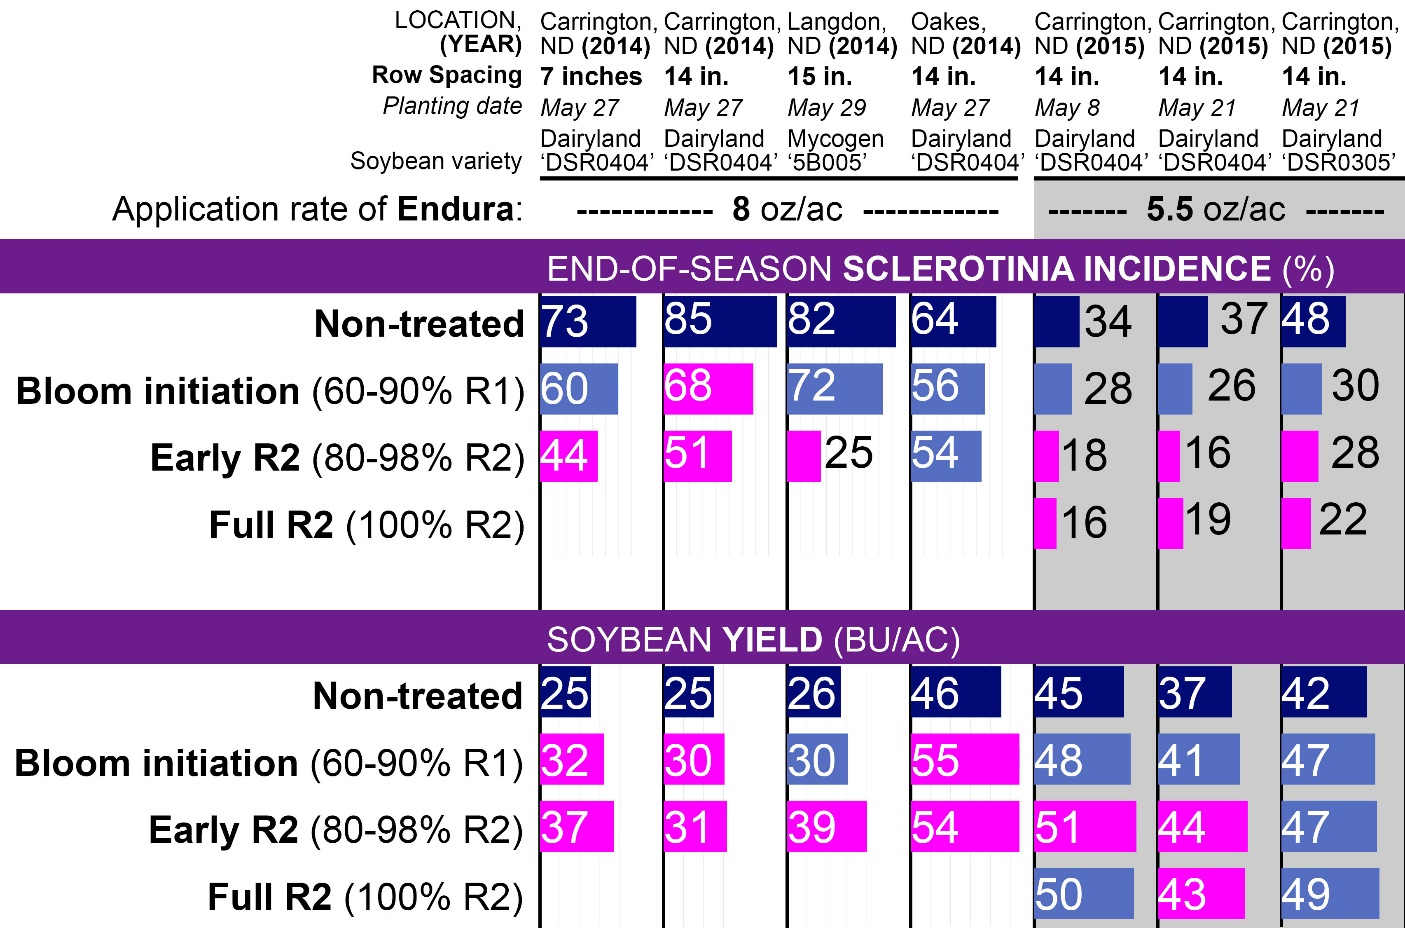 LOCATION, Carrington, Carrington, Langdon, Oakes, Carrington, Carrington, Carrington,
(YEAR) ND (2014) ND (2014) ND (2014) ND (2014) ND (2015) ND (2015) ND (2015)
Row Spacing 7 inches 14 in. 15 in. 14 in. 14 in. 14 in. 14 in.
Planting date May 27 May 27 May 29 May 27 May 8 May 21 May 21
Dairyland Dairyland Mycogen Dairyland Dairyland Dairyland Dairyland
Soybean variety ‘DSR0404’ ‘DSR0404’ ‘5B005’ ‘DSR0404’ ‘DSR0404’ ‘DSR0404’ ‘DSR0305’
Application rate of Endura: ------------ 8 oz/ac ------------ ------- 5.5 oz/ac -------
END-OF-SEASON SCLEROTINIA INCIDENCE (%)
Non-treated 73 85 82 64 34 37 48
Bloom initiation (60-90% R1) 60 68 72 56 28 26 30
Early R2 (80-98% R2) 44 51 25 54 18 16 28
Full R2 (100% R2) 16 19 22
SOYBEAN YIELD (BU/AC)
Non-treated 25 25 26 46 45 37 42
Bloom initiation (60-90% R1) 32 30 30 55 48 41 47
Early R2 (80-98% R2) 37 31 39 54 51 44 47
Full R2 (100% R2) 50 43 49